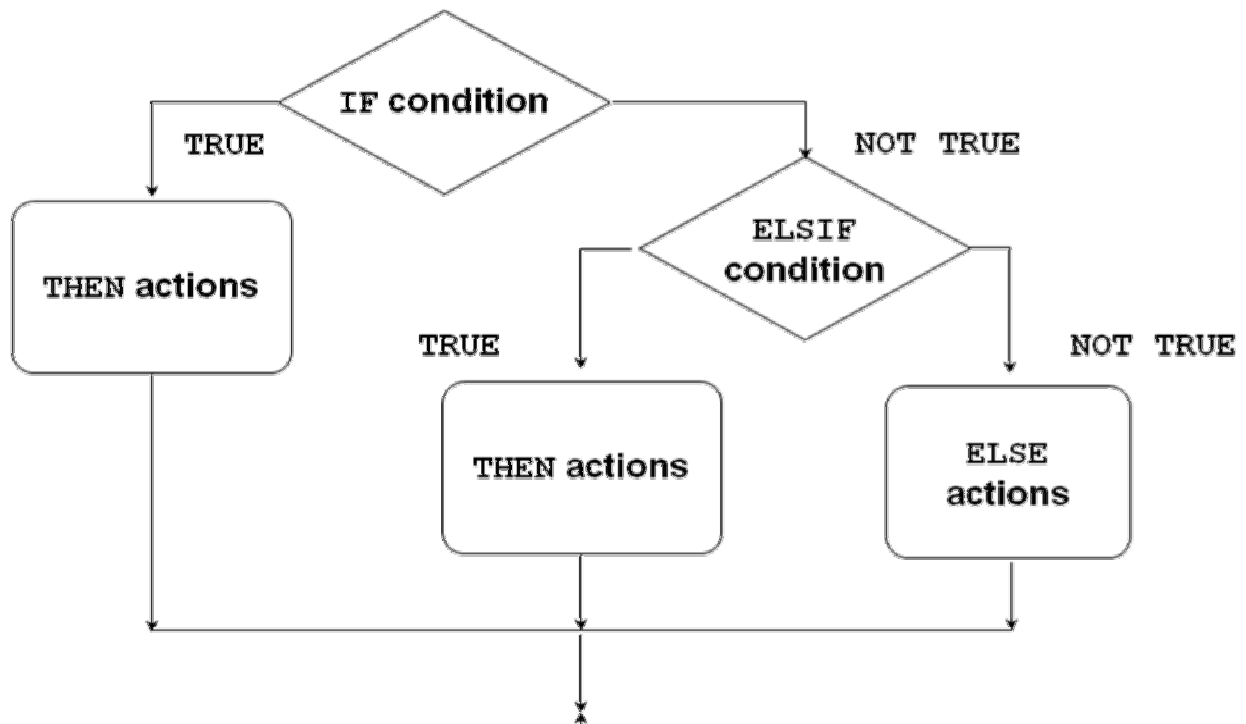 IF condition
TRUE
NOT TRUE
ELSIF
condition
THEN actions
TRUE
NOT TRUE
THEN actions
ELSE
actions